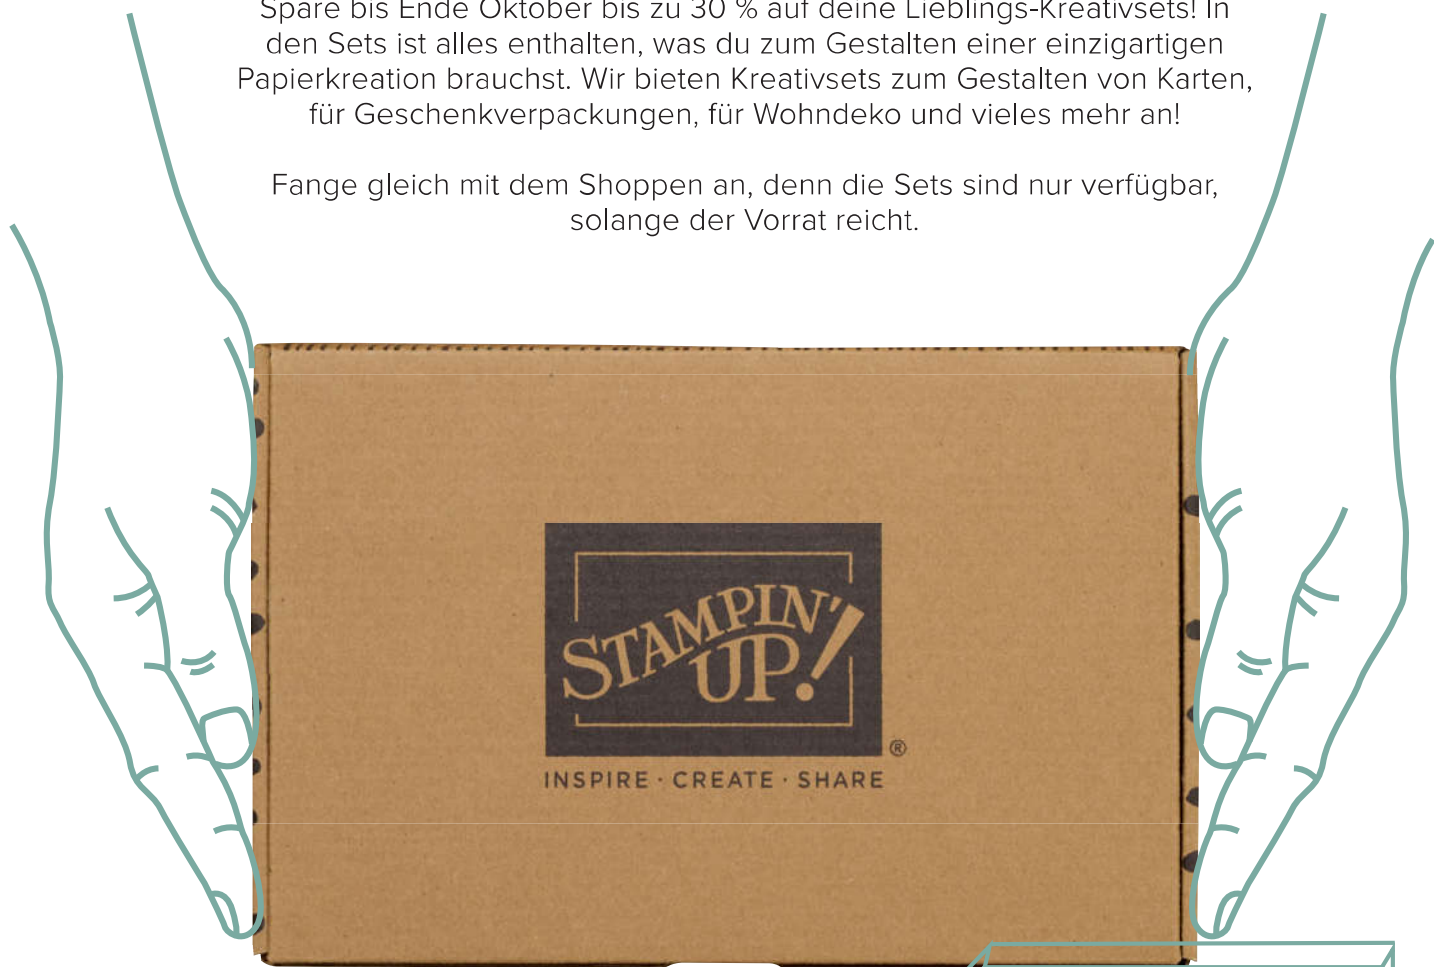 Spare bis Ende Oktober bis zu 30 % auf deine Lieblings-Kreativsets! In
den Sets ist alles enthalten, was du zum Gestalten einer einzigartigen
Papierkreation brauchst. Wir bieten Kreativsets zum Gestalten von Karten,
für Geschenkverpackungen, für Wohndeko und vieles mehr an!
Fange gleich mit dem Shoppen an, denn die Sets sind nur verfügbar,
solange der Vorrat reicht.
STAMPIN'
UP!
®
INSPIRE · CREATE · SHARE